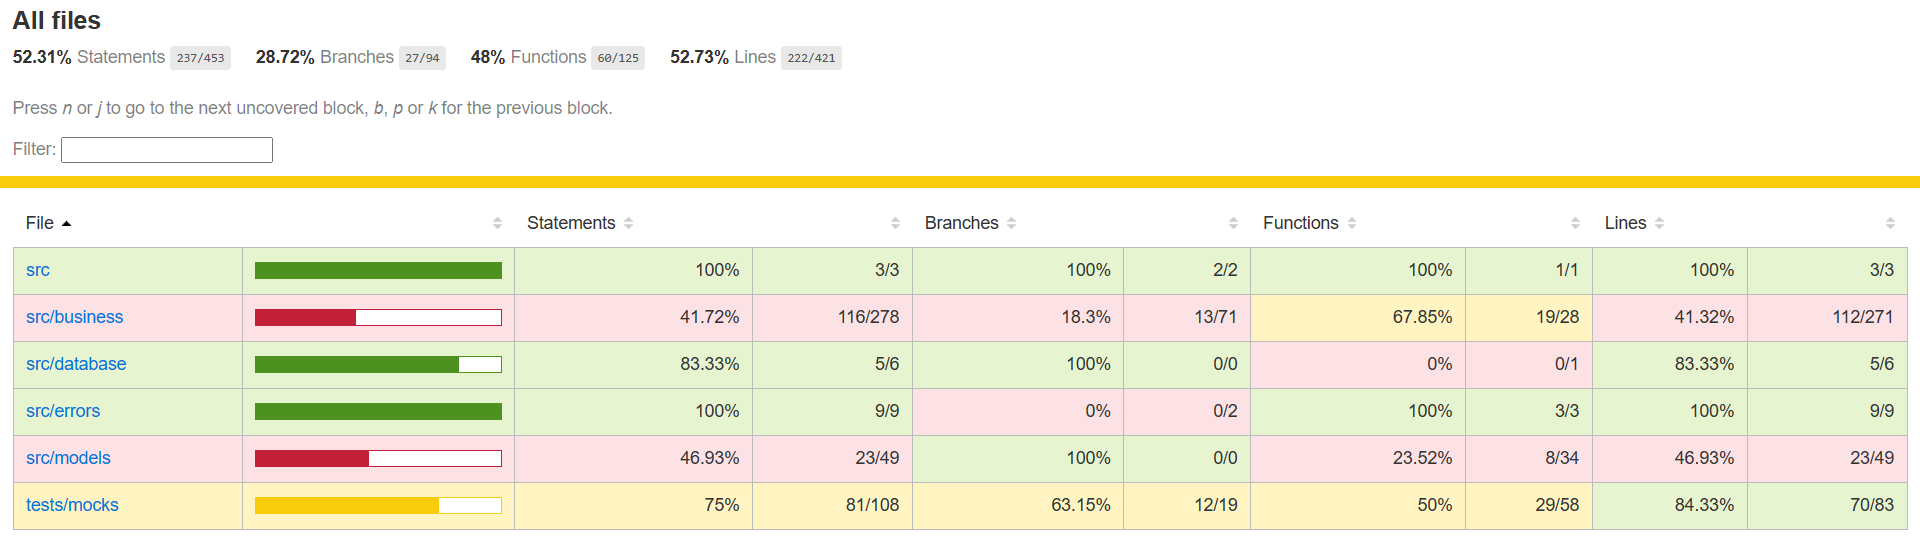 All files
52.31% Statements 237/453 28.72% Branches 27/94 48% Functions 60/125 52.73% Lines 222/421
Press n or j to go to the next uncovered block, b, p or k for the previous block.
Filter:
File Statements Branches Functions Lines
src 100% 3/3 100% 2/2 100% 1/1 100% 3/3
src/business 41.72% 116/278 18.3% 13/71 67.85% 19/28 41.32% 112/271
src/database 83.33% 5/6 100% 0/0 0% 0/1 83.33% 5/6
src/errors 100% 9/9 0% 0/2 100% 3/3 100% 9/9
src/models 46.93% 23/49 100% 0/0 23.52% 8/34 46.93% 23/49
tests/mocks 75% 81/108 63.15% 12/19 50% 29/58 84.33% 70/83